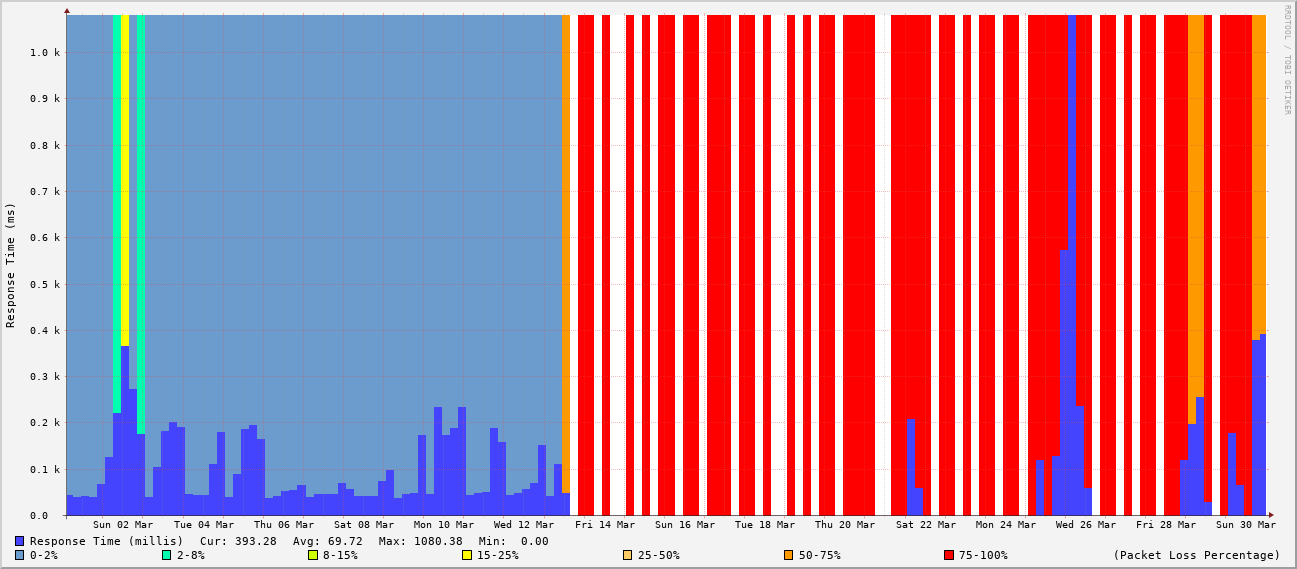 RRDTOOL / TOBI OETIKER
Response Time (ms)
1.0 k
0.9 k
0.8 k
0.7 k
0.6 k
0.5 k
0.4 k
0.3 k
0.2 k
0.1 k
0.0
Sun 02 Mar Tue 04 Mar Thu 06 Mar Sat 08 Mar Mon 10 Mar Wed 12 Mar Fri 14 Mar Sun 16 Mar Tue 18 Mar Thu 20 Mar Sat 22 Mar Mon 24 Mar Wed 26 Mar Fri 28 Mar Sun 30 Mar
Response Time (millis) Cur: 393.28 Avg: 69.72 Max: 1080.38 Min: 0.00
0-2% 2-8% 8-15% 15-25% 25-50% 50-75% 75-100% (Packet Loss Percentage)